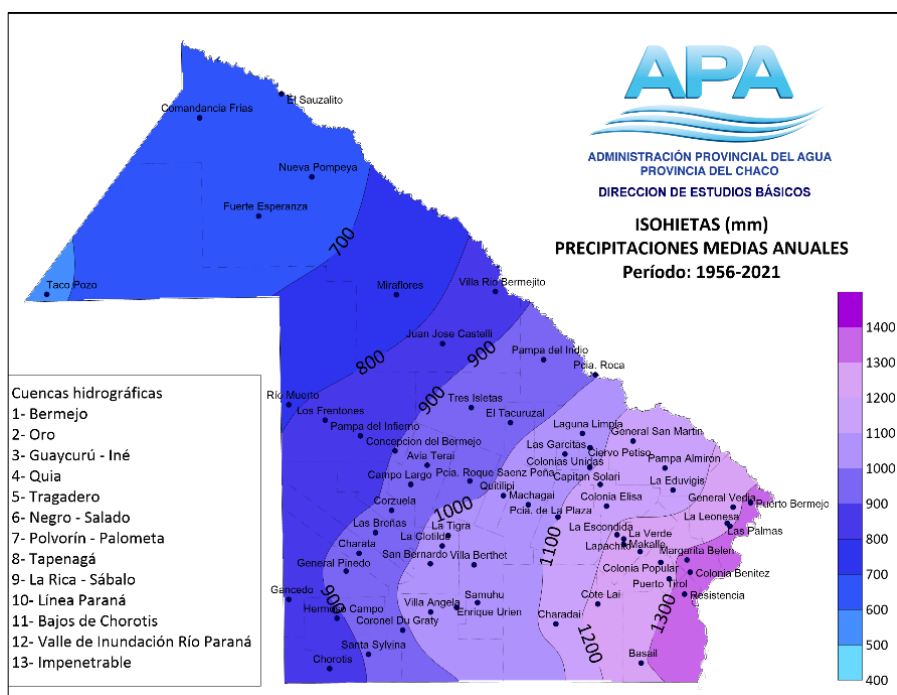 APA
ADMINISTRACIÓN PROVINCIAL DEL AGUA
PROVINCIA DEL CHACO
DIRECCION DE ESTUDIOS BÁSICOS
ISOHIETAS (mm)
PRECIPITACIONES MEDIAS ANUALES
Período: 1956-2021
El Sauzalito
Comandancia Frias
Nueva Pompeya
Fuerte Esperanza
700
Taco Pozo
Miraflores
Villa Rio Bermejito
Juan Jose Castelli
800
900
900
Pampa del Indio
Pcia. Roca
Río Muerto
Los Frentones
Tres Isletas
El Tacuruzal
Pampa del Infierno
Concepcion del Bermejo
Laguna Limpia
General San Martin
Las Garcitas
Ciervo Petiso
Avia Terai
Colonias Unidas
Pampa Almiron
Campo Largo
Pcia. Roque Saenz Peña
Capitan Solari
Quitilipi
La Eduvigis
Corzuela
1000
Machagai
Colonia Elisa
General Vedia
Puerto Bermejo
Pcia. de La Plaza
Las Breñas
La Tigra
1100
La Escondida
La Verde
La Leonesa
Las Palmas
Charata
La Clotilde
Lapachito
Makalle
San Bernardo
Villa Berthet
Margarita Belen
General Pinedo
Colonia Popular
Colonia Benitez
Puerto Tirol
Gancedo
900
Hermoso Campo
Villa Angela
Samuhu
Enrique Urien
Cote Lai
1300
Resistencia
Coronel Du Graty
Charadai
1200
Santa Sylvina
Basail
Chorotis
Cuencas hidrográficas
1- Bermejo
2- Oro
3- Guaycurú - Iné
4- Quia
5- Tragadero
6- Negro - Salado
7- Polvorín - Palometa
8- Tapenagá
9- La Rica - Sábalo
10- Línea Paraná
11- Bajos de Chorotis
12- Valle de Inundación Río Paraná
13- Impenetrable
1400
1300
1200
1100
1000
900
800
700
600
500
400